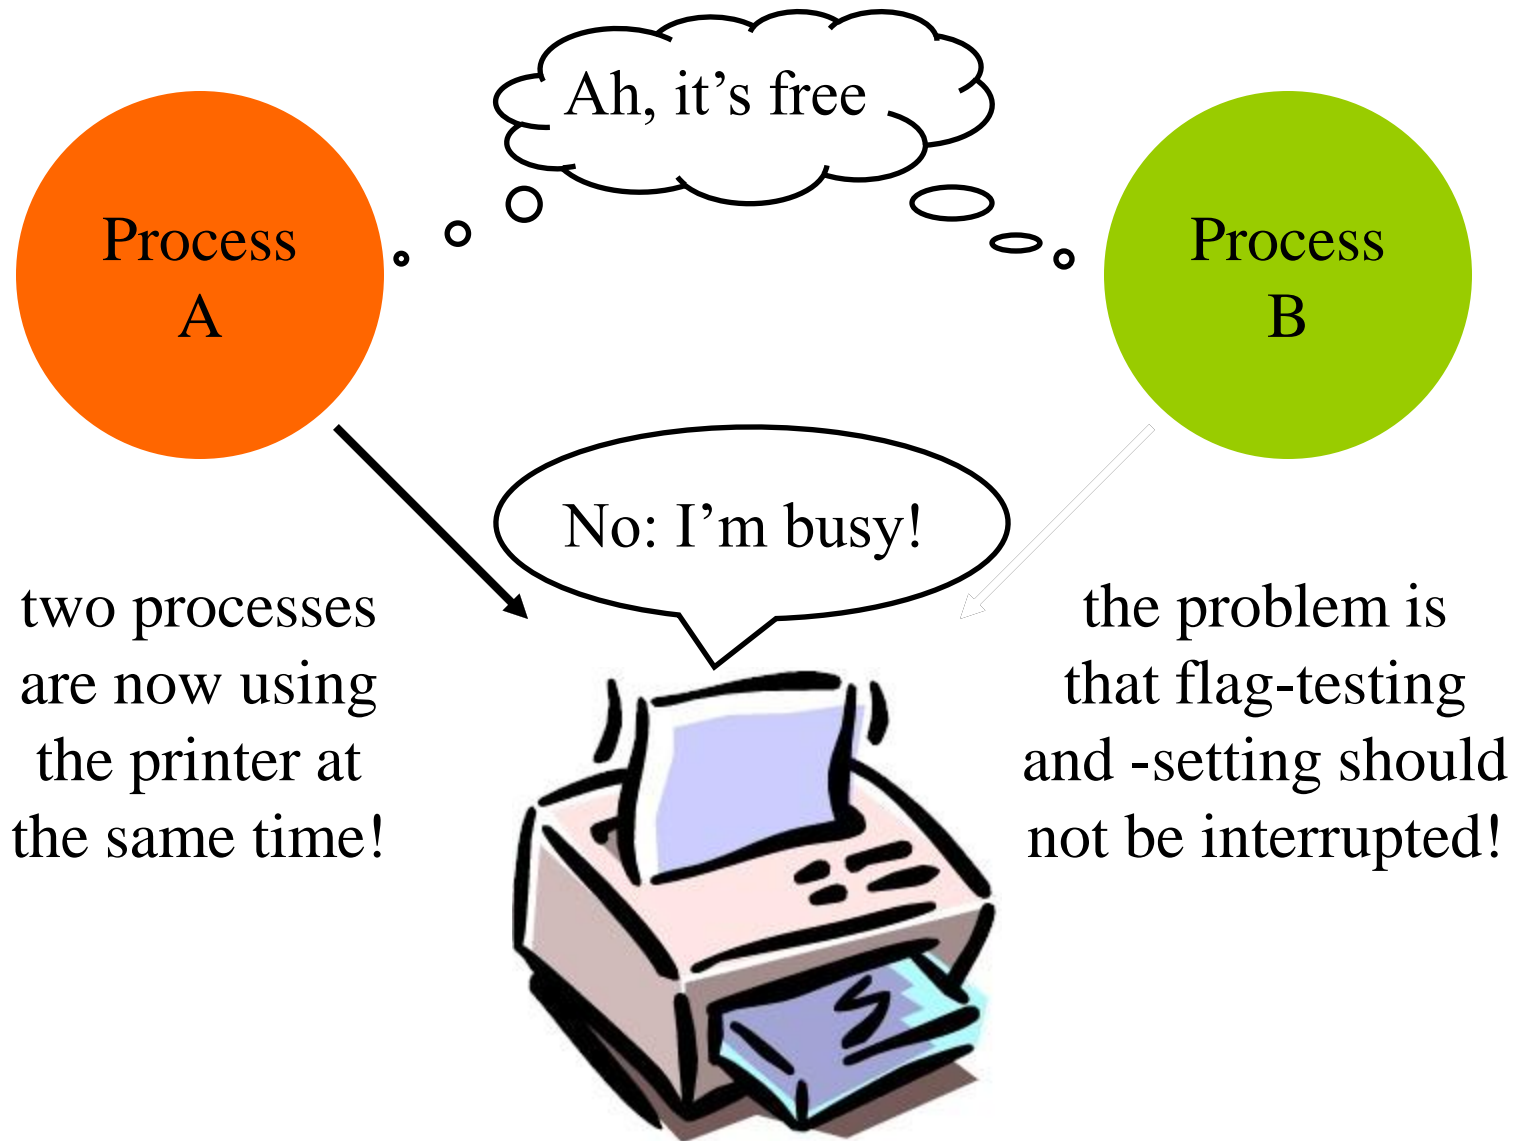 Ah, it’s free
Process
A
Process
B
No: I’m busy!
two processes
are now using
the printer at
the same time!
the problem is
that flag-testing
and -setting should
not be interrupted!